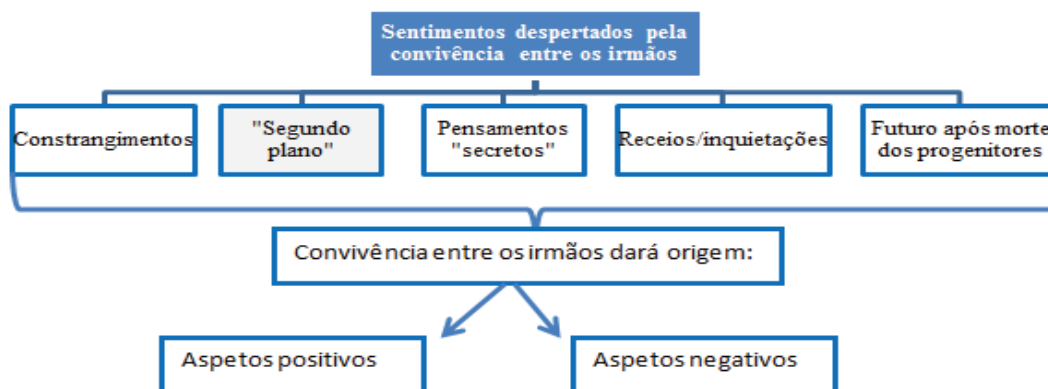 Sentimentos despertados pela
convivência entre os irmãos
Constrangimentos
"Segundo
plano"
Pensamentos
"secretos"
Receios/inquietações
Futuro após morte
dos progenitores
Convivência entre os irmãos dará origem:
Aspetos positivos
Aspetos negativos